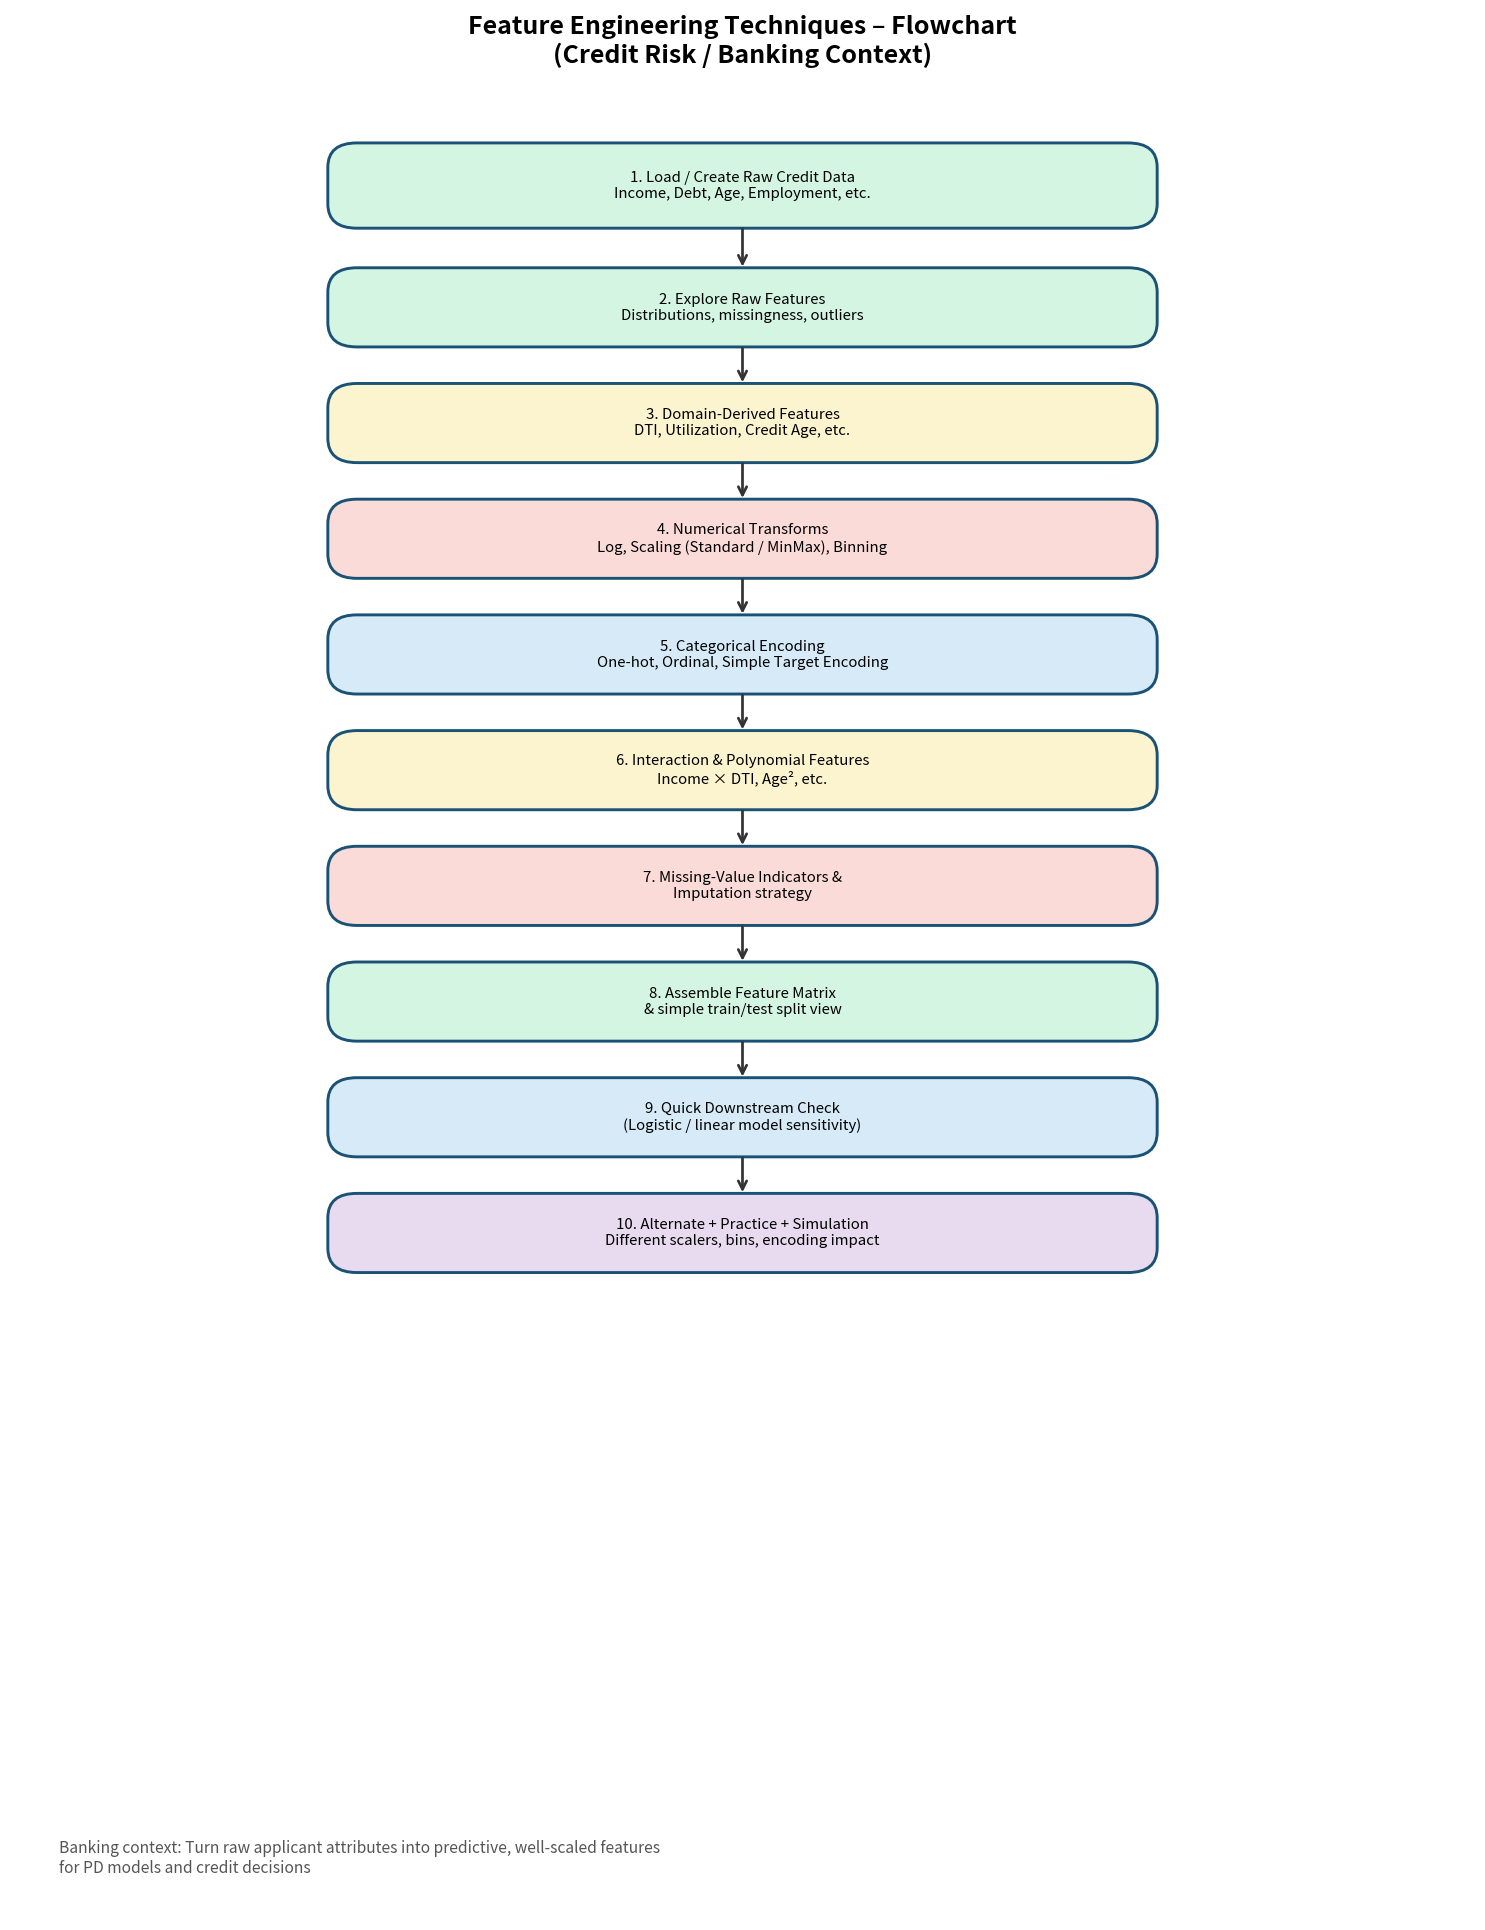 Feature Engineering Techniques – Flowchart
(Credit Risk / Banking Context)
1. Load / Create Raw Credit Data
Income, Debt, Age, Employment, etc.
2. Explore Raw Features
Distributions, missingness, outliers
3. Domain-Derived Features
DTI, Utilization, Credit Age, etc.
4. Numerical Transforms
Log, Scaling (Standard / MinMax), Binning
5. Categorical Encoding
One-hot, Ordinal, Simple Target Encoding
6. Interaction & Polynomial Features
Income × DTI, Age², etc.
7. Missing-Value Indicators &
Imputation strategy
8. Assemble Feature Matrix
& simple train/test split view
9. Quick Downstream Check
(Logistic / linear model sensitivity)
10. Alternate + Practice + Simulation
Different scalers, bins, encoding impact
Banking context: Turn raw applicant attributes into predictive, well-scaled features
for PD models and credit decisions